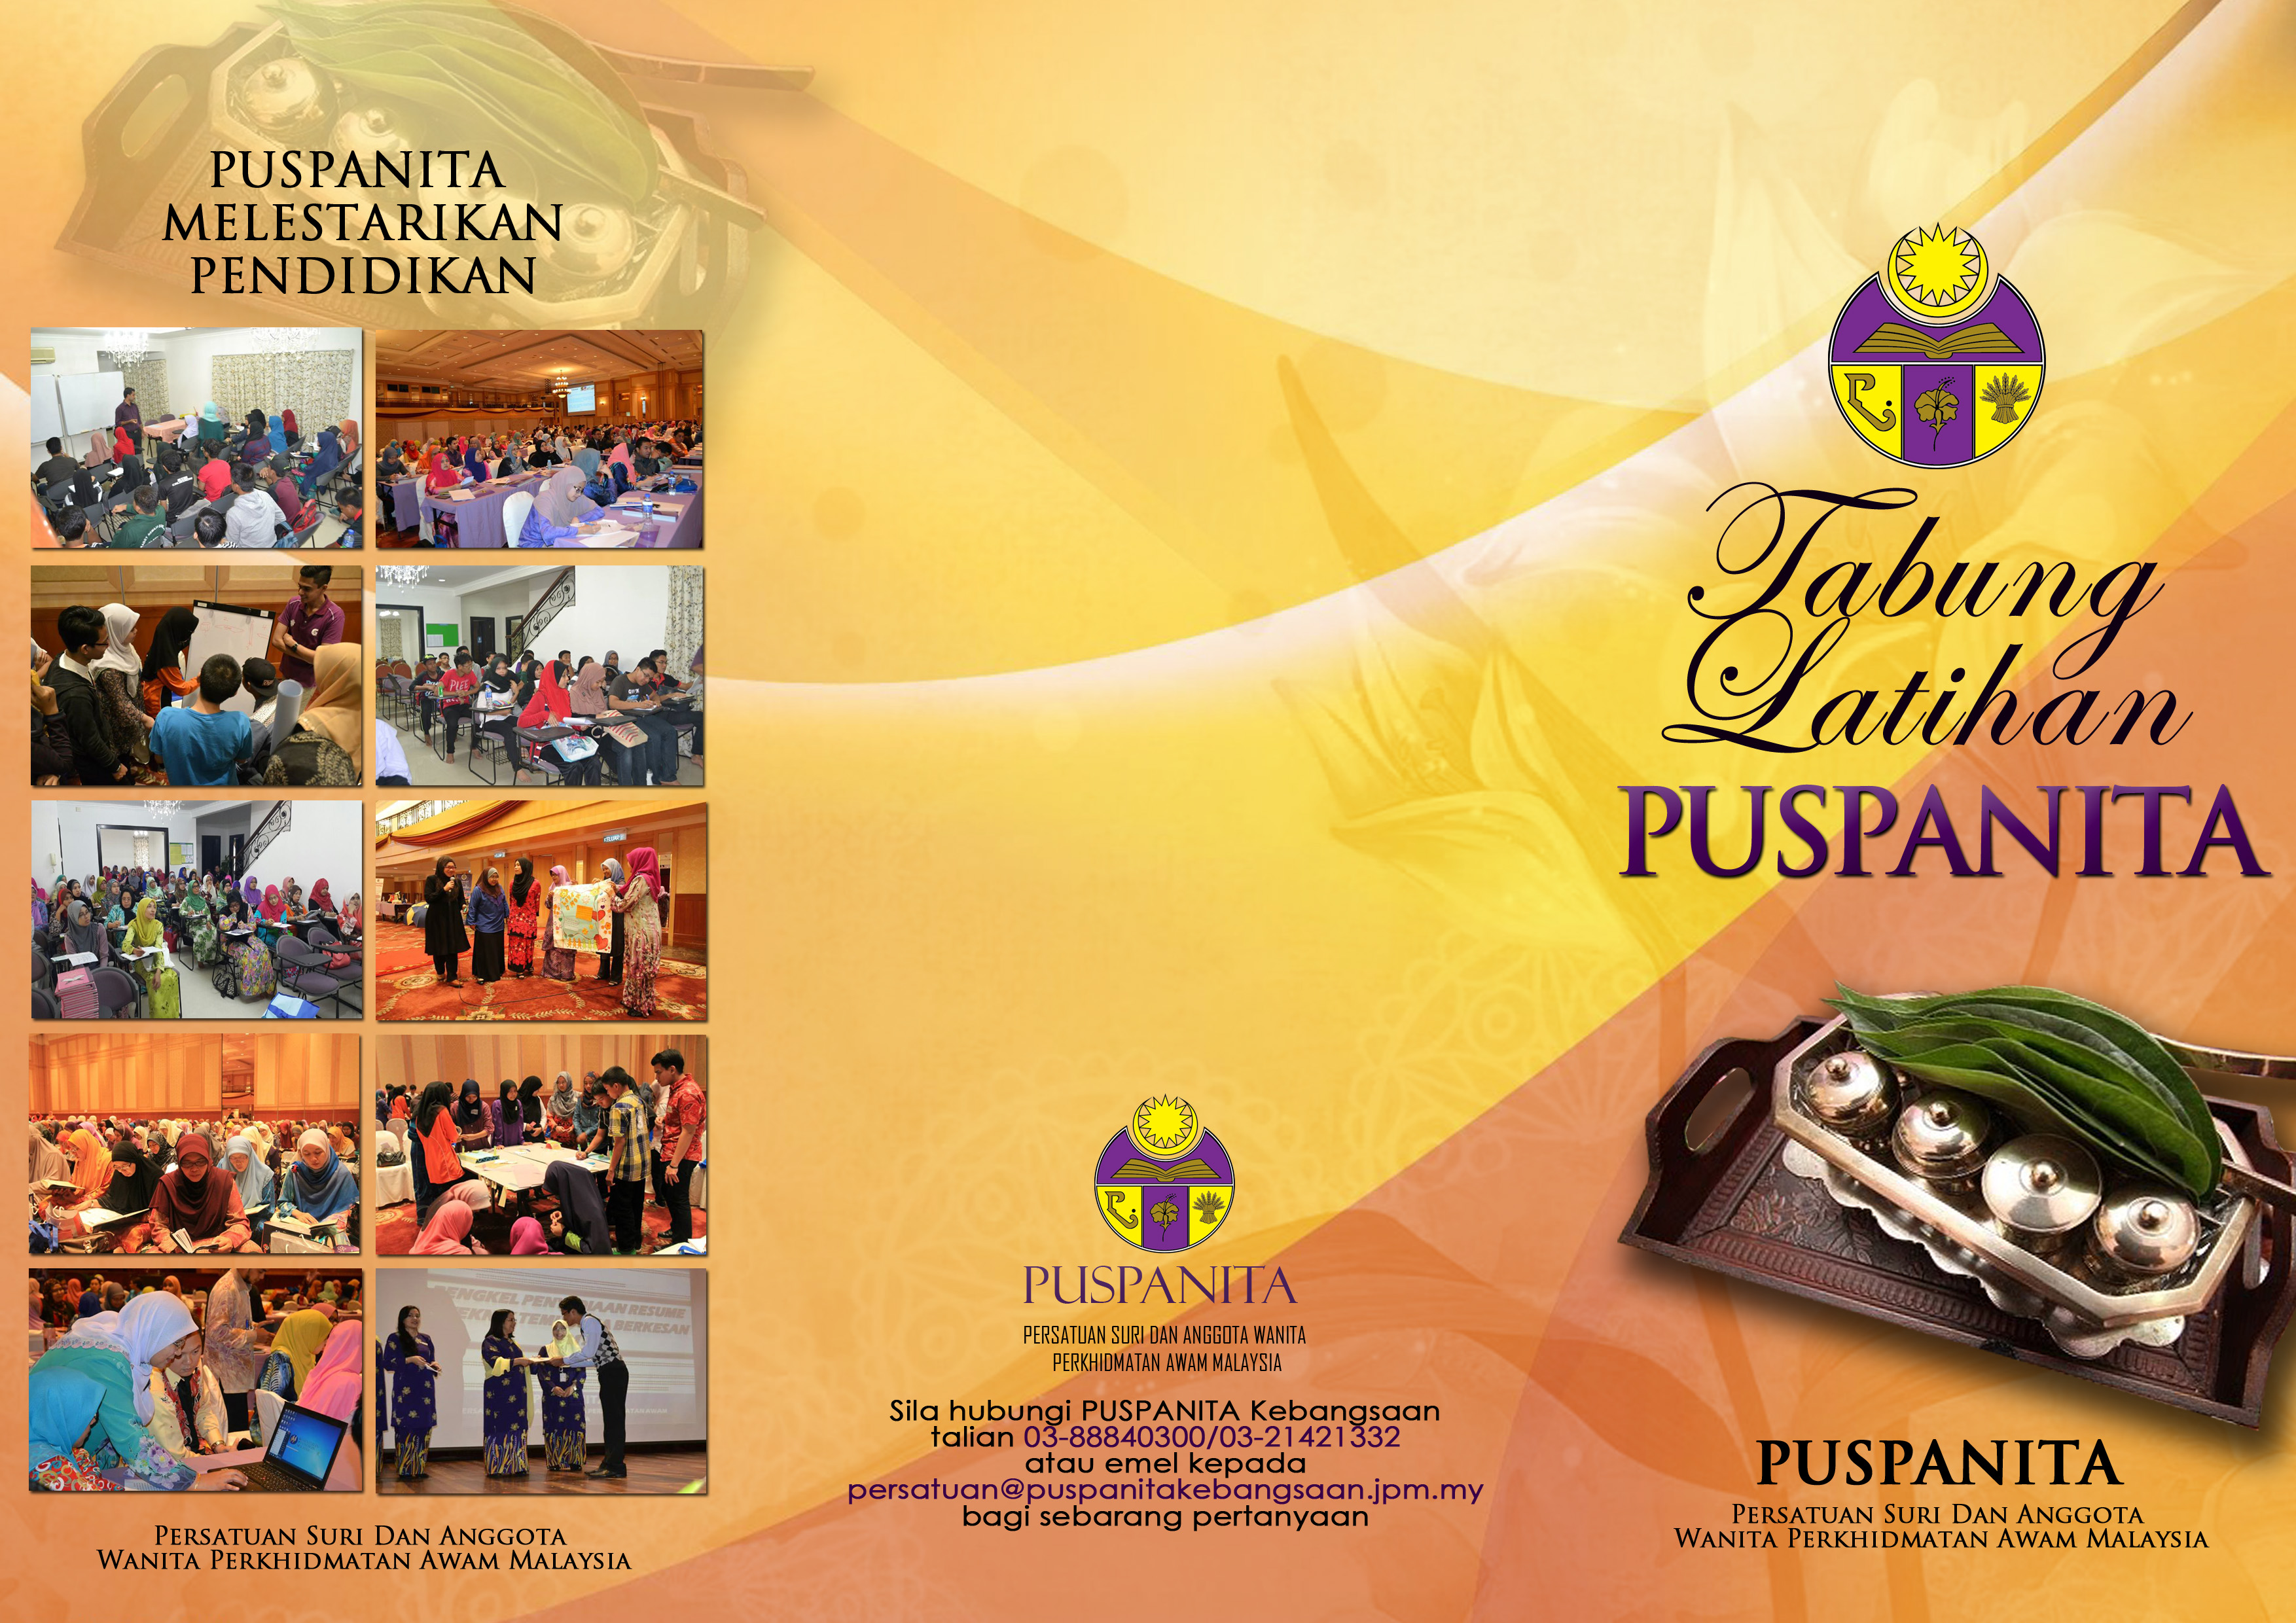 PUSPANITA
MELESTARIKAN
PENDIDIKAN
PERSATUAN SURI DAN ANGGOTA
WANITA PERKHIDMATAN AWAM MALAYSIA
PUSPANITA
PERSATUAN SURI DAN ANGGOTA WANITA
PERKHIDMATAN AWAM MALAYSIA
Sila hubungi PUSPANITA Kebangsaan
talian 03-88840300/03-21421332
atau emel kepada
persatuan@puspanitakebangsaan.jpm.my
bagi sebarang pertanyaan
Tabung
Latihan
PUSPANITA
PUSPANITA
PERSATUAN SURI DAN ANGGOTA
WANITA PERKHIDMATAN AWAM MALAYSIA